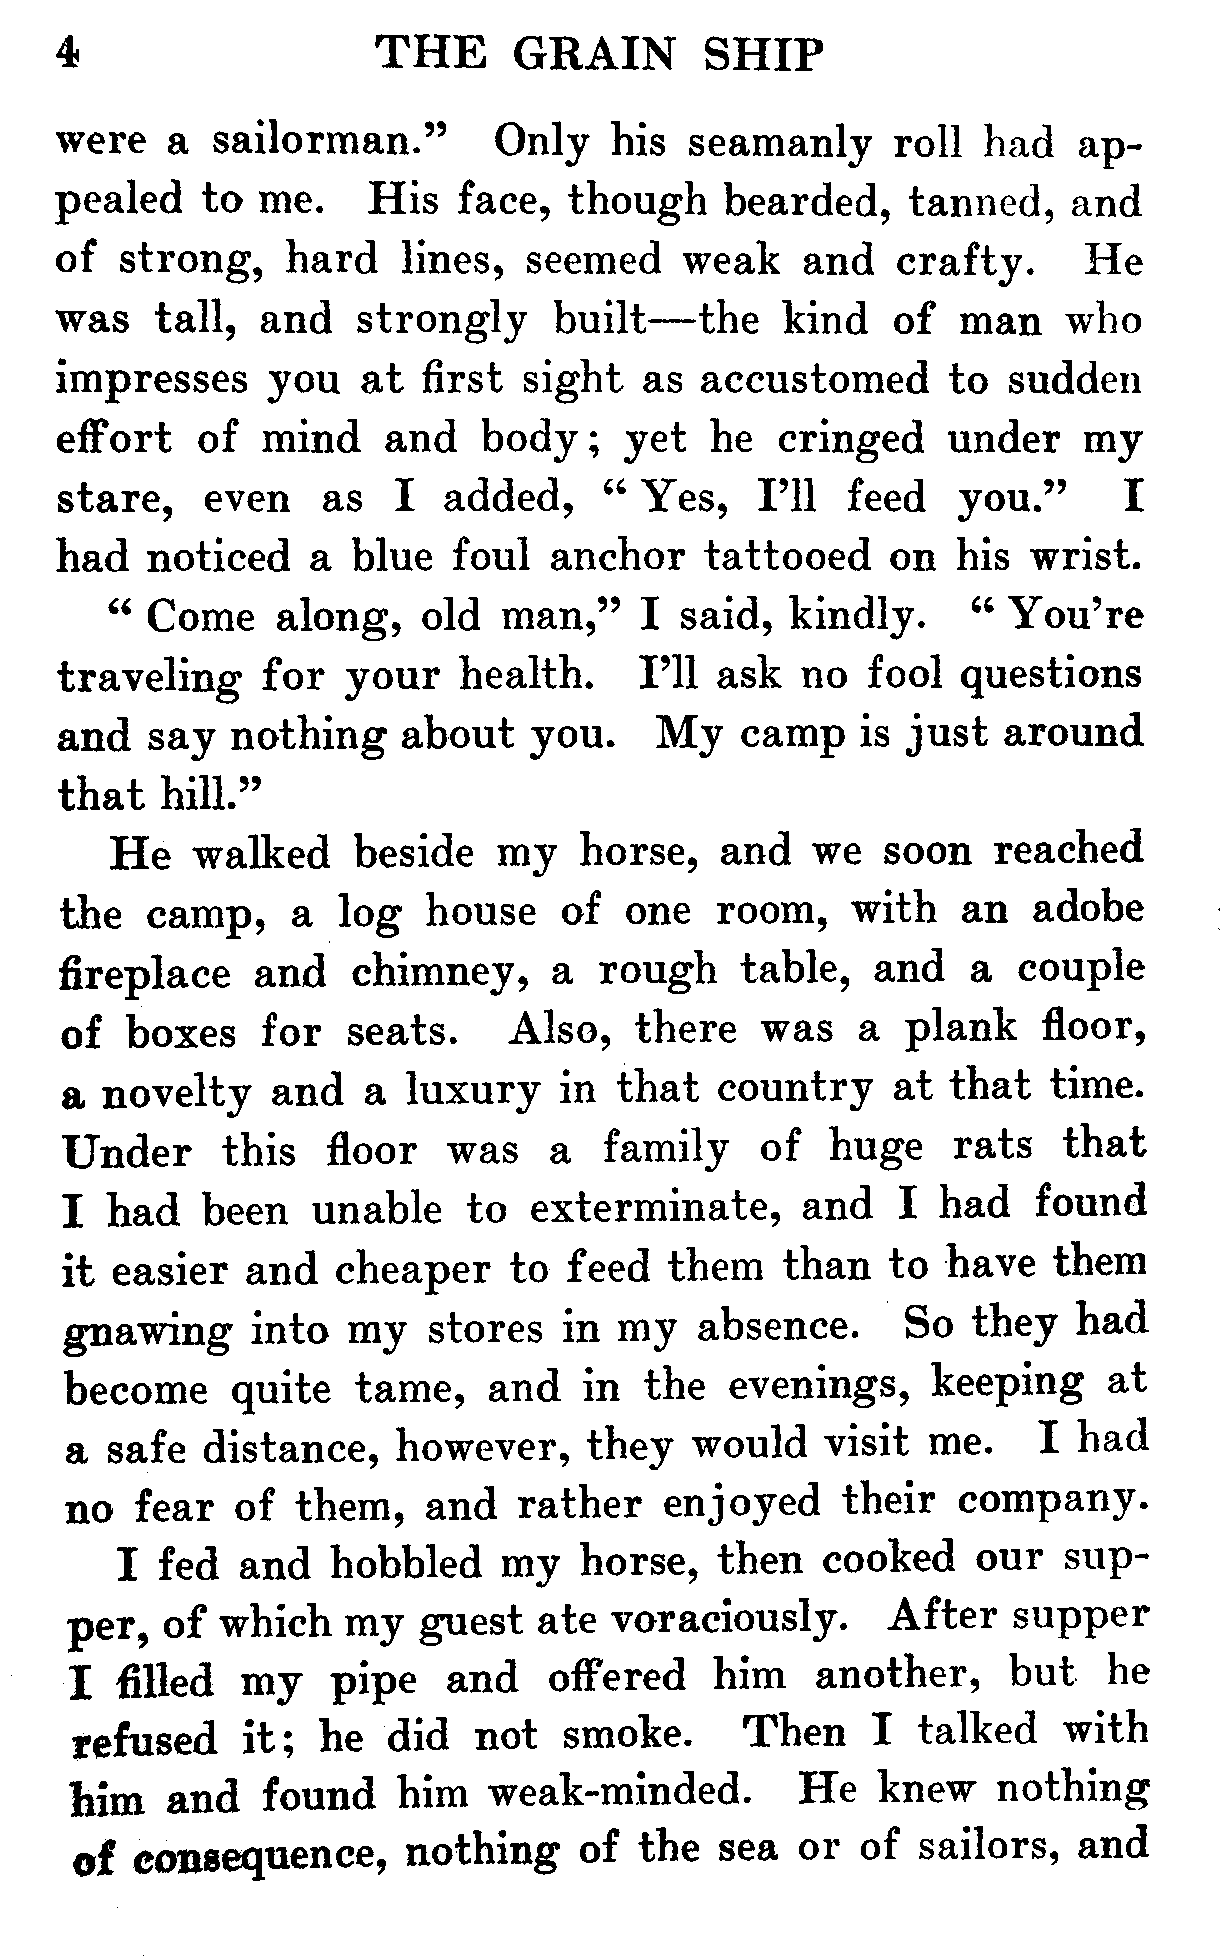 4 THE GRAIN SHIP
were a sailorman.” Only his seamanly roll had ap-
pealed to me. His face, though bearded, tanned, and
of strong, hard lines, seemed weak and crafty. He
was tall, and strongly built—the kind of man who
impresses you at first sight as accustomed to sudden
effort of mind and body; yet he cringed under my
stare, even as I added, “ Yes, I’ll feed you.” I
had noticed a blue foul anchor tattooed on his wrist.
“ Come along, old man,” I said, kindly. “ You’re
traveling for your health. I’ll ask no fool questions
and say nothing about you. My camp is just around
that hill.”
He walked beside my horse, and we soon reached
the camp, a log house of one room, with an adobe
fireplace and chimney, a rough table, and a couple
of boxes for seats. Also, there was a plank floor,
a novelty and a luxury in that country at that time.
Under this floor was a family of huge rats that
I had been unable to exterminate, and I had found
it easier and cheaper to feed them than to have them
gnawing into my stores in my absence. So they had
become quite tame, and in the evenings, keeping at
a safe distance, however, they would visit me. I had
no fear of them, and rather enjoyed their company.
I fed and hobbled my horse, then cooked our sup-
per, of which my guest ate voraciously. After supper
I filled my pipe and offered him another, but he
refused it; he did not smoke. Then I talked with
him and found him weak-minded. He knew nothing
of consequence, nothing of the sea or of sailors, and